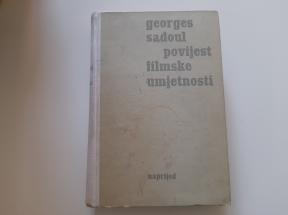 georges
sadoul
povijest
filmske
umjetnosti
naprijed